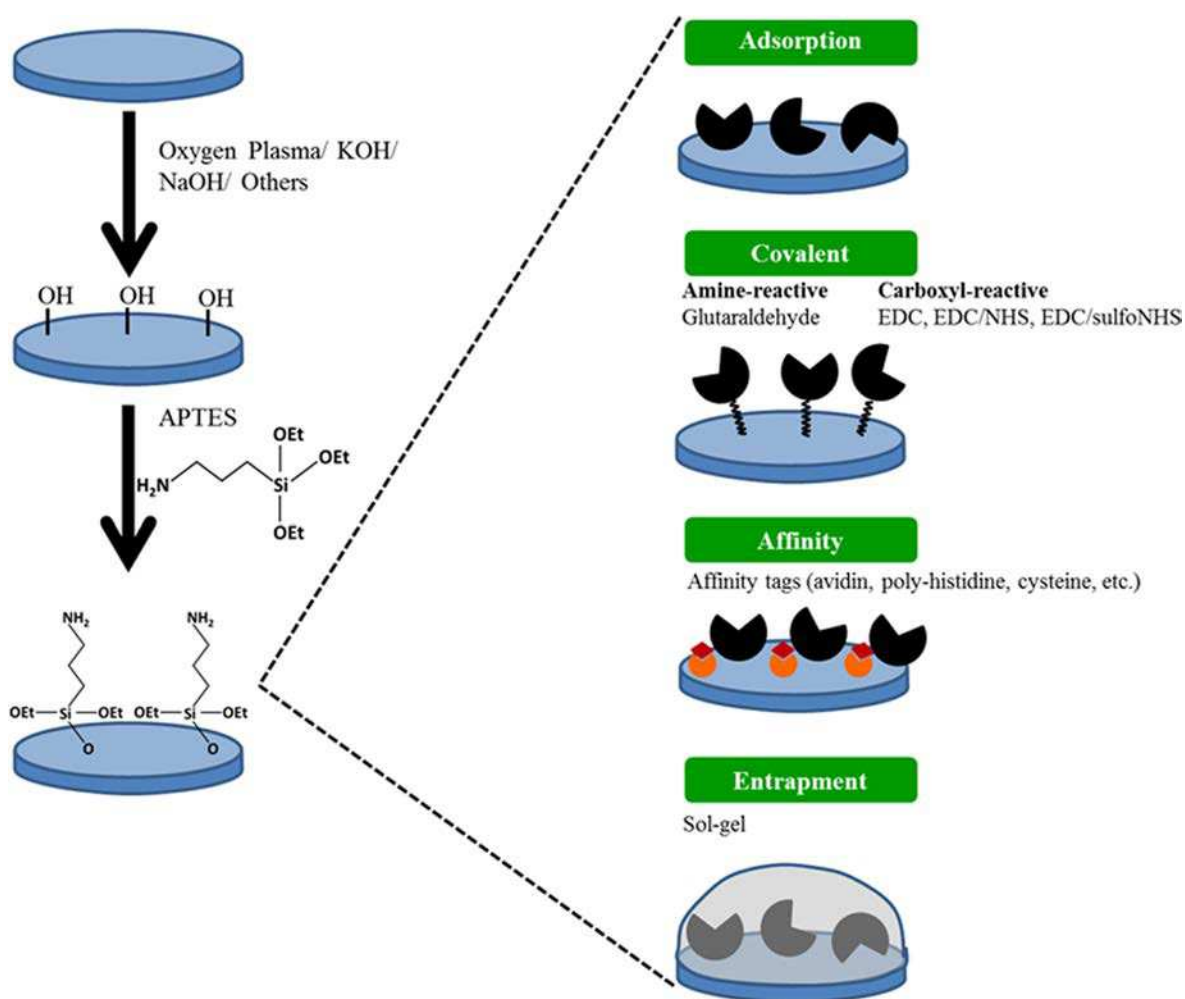 Oxygen Plasma/ KOH/
NaOH/ Others
OH
OH
OH
APTES
OEt
OEt
H₂N
Si
OEt
NH₂
NH₂
OEt
Si
OEt
OEt
Si
OEt
O
O
Adsorption
Covalent
Amine-reactive
Glutaraldehyde
Carboxyl-reactive
EDC, EDC/NHS, EDC/sulfoNHS
Affinity
Affinity tags (avidin, poly-histidine, cysteine, etc.)
Entrapment
Sol-gel